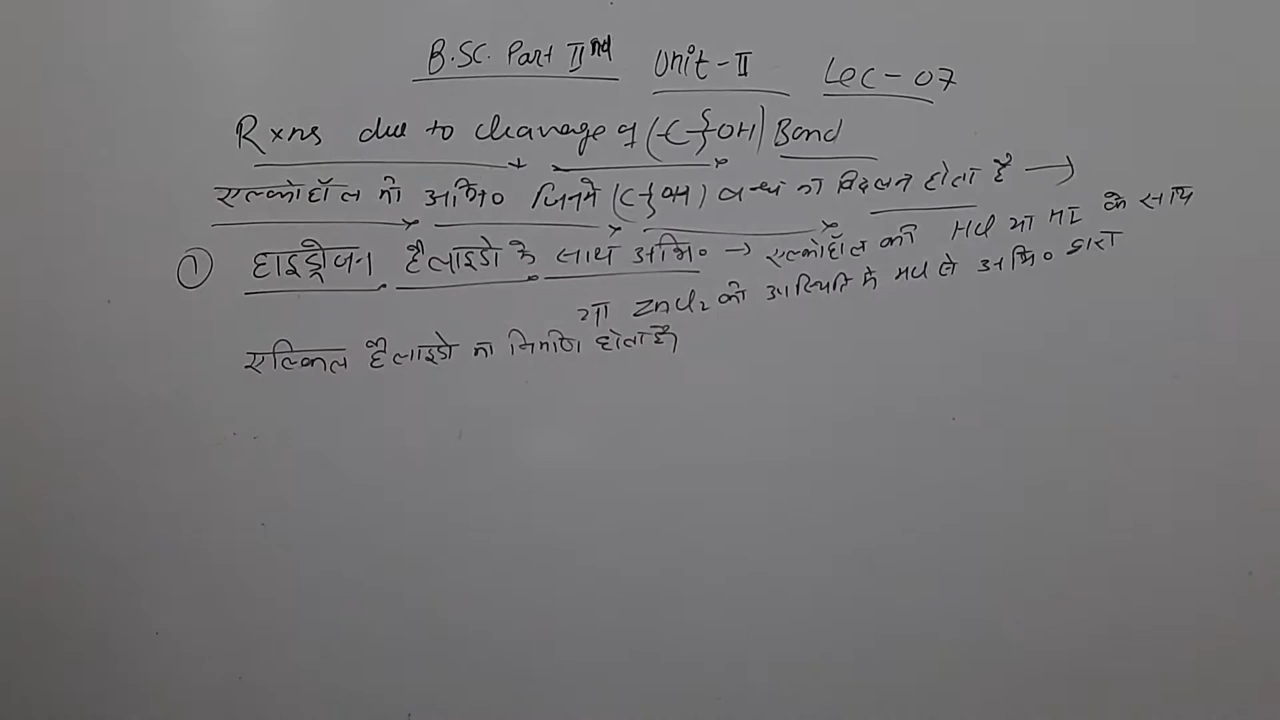 B.SC. Part IInd Unit-II Lec-07
Rxns due to cleavage of (-C-}-OH) Bond
एल्कोहॉल की अभि० जिनमे (C-}-OH) बन्ध का विदलन होता है →
① हाइड्रोजन हैलाइडो के साथ अभि० → एल्कोहॉल की HCl या HI के साथ
या ZnCl₂ की उपस्थिति मे HCl से अभि० द्वारा
एल्किल हैलाइडो का निर्माण होता है